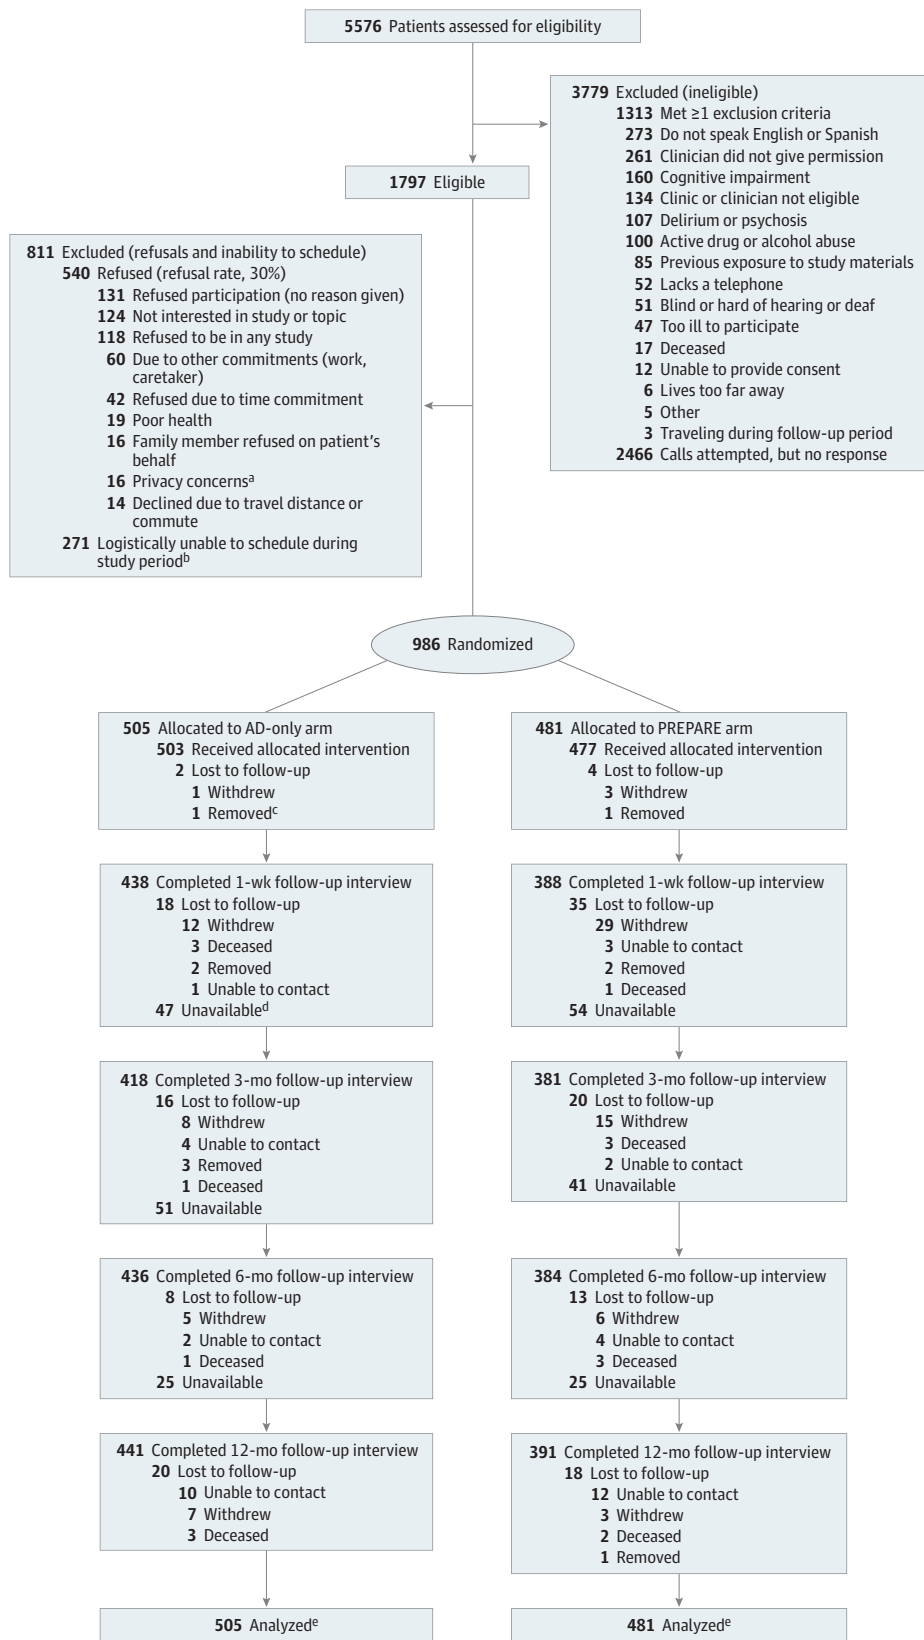 5576 Patients assessed for eligibility
3779 Excluded (ineligible)
1313 Met ≥1 exclusion criteria
273 Do not speak English or Spanish
261 Clinician did not give permission
160 Cognitive impairment
134 Clinic or clinician not eligible
107 Delirium or psychosis
100 Active drug or alcohol abuse
85 Previous exposure to study materials
52 Lacks a telephone
51 Blind or hard of hearing or deaf
47 Too ill to participate
17 Deceased
12 Unable to provide consent
6 Lives too far away
5 Other
3 Traveling during follow-up period
2466 Calls attempted, but no response
1797 Eligible
811 Excluded (refusals and inability to schedule)
540 Refused (refusal rate, 30%)
131 Refused participation (no reason given)
124 Not interested in study or topic
118 Refused to be in any study
60 Due to other commitments (work,
caretaker)
42 Refused due to time commitment
19 Poor health
16 Family member refused on patient's
behalf
16 Privacy concernsa
14 Declined due to travel distance or
commute
271 Logistically unable to schedule during
study periodb
986 Randomized
505 Allocated to AD-only arm
503 Received allocated intervention
2 Lost to follow-up
1 Withdrew
1 Removedc
481 Allocated to PREPARE arm
477 Received allocated intervention
4 Lost to follow-up
3 Withdrew
1 Removed
438 Completed 1-wk follow-up interview
18 Lost to follow-up
12 Withdrew
3 Deceased
2 Removed
1 Unable to contact
47 Unavailabled
388 Completed 1-wk follow-up interview
35 Lost to follow-up
29 Withdrew
3 Unable to contact
2 Removed
1 Deceased
54 Unavailable
418 Completed 3-mo follow-up interview
16 Lost to follow-up
8 Withdrew
4 Unable to contact
3 Removed
1 Deceased
51 Unavailable
381 Completed 3-mo follow-up interview
20 Lost to follow-up
15 Withdrew
3 Deceased
2 Unable to contact
41 Unavailable
436 Completed 6-mo follow-up interview
8 Lost to follow-up
5 Withdrew
2 Unable to contact
1 Deceased
25 Unavailable
384 Completed 6-mo follow-up interview
13 Lost to follow-up
6 Withdrew
4 Unable to contact
3 Deceased
25 Unavailable
441 Completed 12-mo follow-up interview
20 Lost to follow-up
10 Unable to contact
7 Withdrew
3 Deceased
391 Completed 12-mo follow-up interview
18 Lost to follow-up
12 Unable to contact
3 Withdrew
2 Deceased
1 Removed
505 Analyzede
481 Analyzede